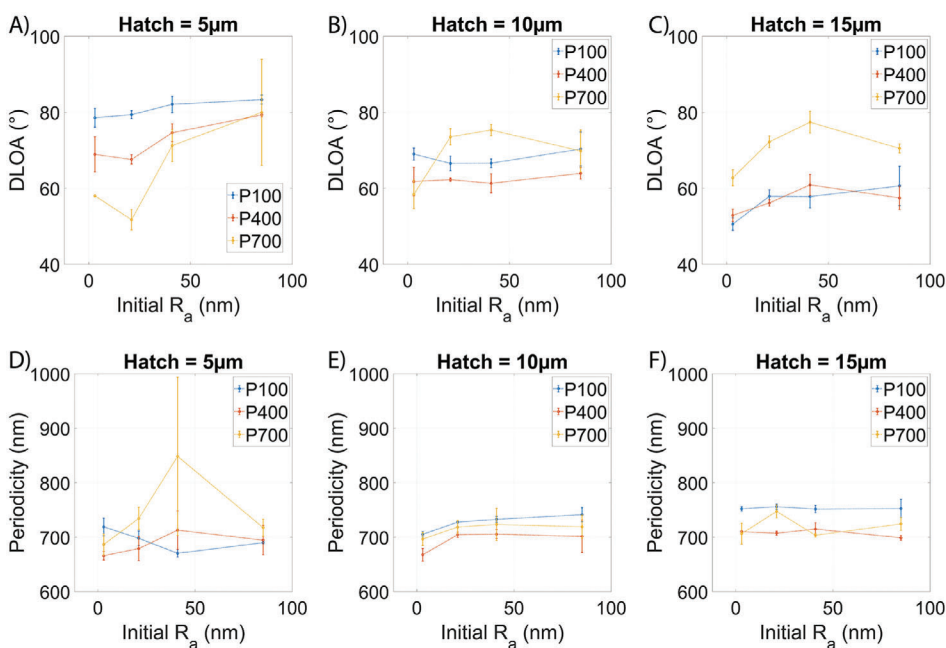 A)
Hatch = 5µm
DLOA (°)
100
80
60
40
P100
P400
P700
0
50
100
Initial Ra (nm)
B)
Hatch = 10µm
DLOA (°)
100
80
60
40
P100
P400
P700
0
50
100
Initial Ra (nm)
C)
Hatch = 15µm
DLOA (°)
100
80
60
40
P100
P400
P700
0
50
100
Initial Ra (nm)
D)
Hatch = 5µm
Periodicity (nm)
1000
900
800
700
600
P100
P400
P700
0
50
100
Initial Ra (nm)
E)
Hatch = 10µm
Periodicity (nm)
1000
900
800
700
600
P100
P400
P700
0
50
100
Initial Ra (nm)
F)
Hatch = 15µm
Periodicity (nm)
1000
900
800
700
600
P100
P400
P700
0
50
100
Initial Ra (nm)